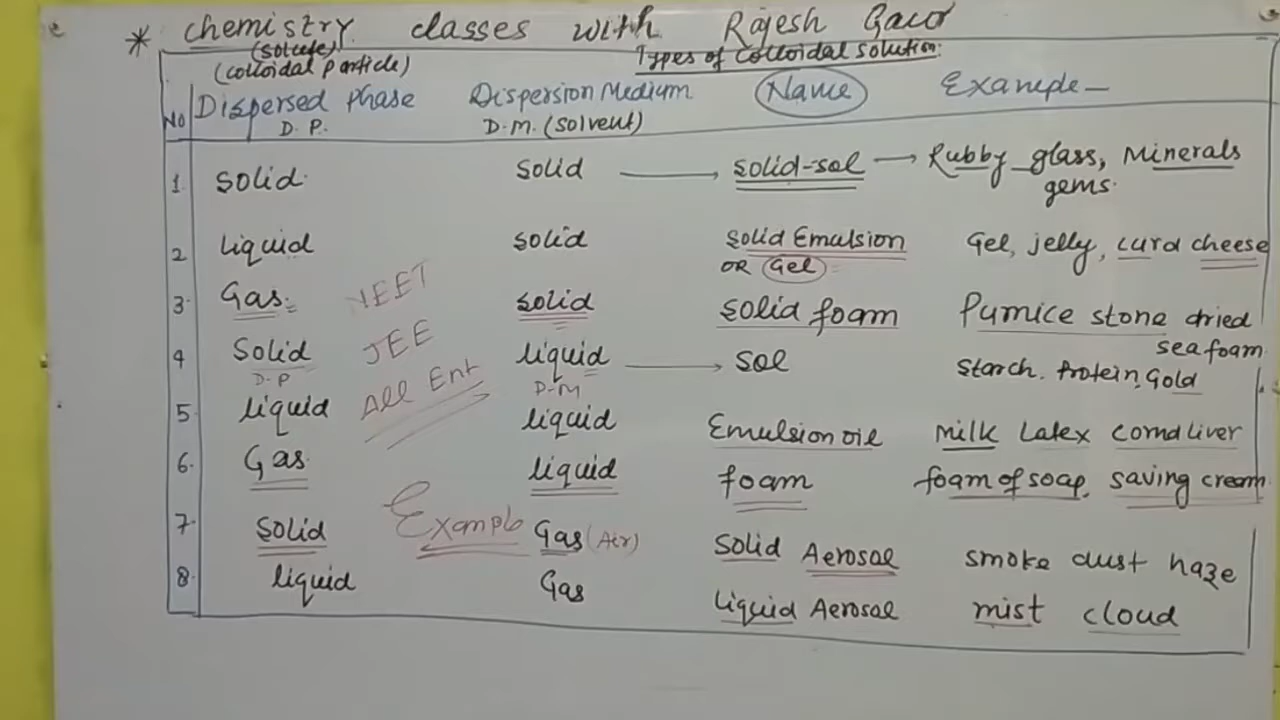 * Chemistry classes with Rajesh Gaur
(solute)
(colloidal particle) Types of Colloidal solution:
No Dispersed Phase Dispersion Medium Name Example -
D.P. D.M. (solvent)
1 Solid Solid → solid-sol → Rubby glass, Minerals
gems.
2 liquid solid Solid Emulsion Gel, jelly, curd cheese
OR Gel
3. Gas solid Solid foam Pumice stone dried
sea foam
4 Solid liquid → Sol Starch. Protein, Gold
D-P D-M
5. liquid liquid Emulsion oil milk Latex
6. Gas liquid foam foam of soap, saving cream
7. Solid Gas (Air) Solid Aerosal smoke dust haze
8. liquid Gas liquid Aerosal mist cloud
NEET
JEE
All Ent
Example